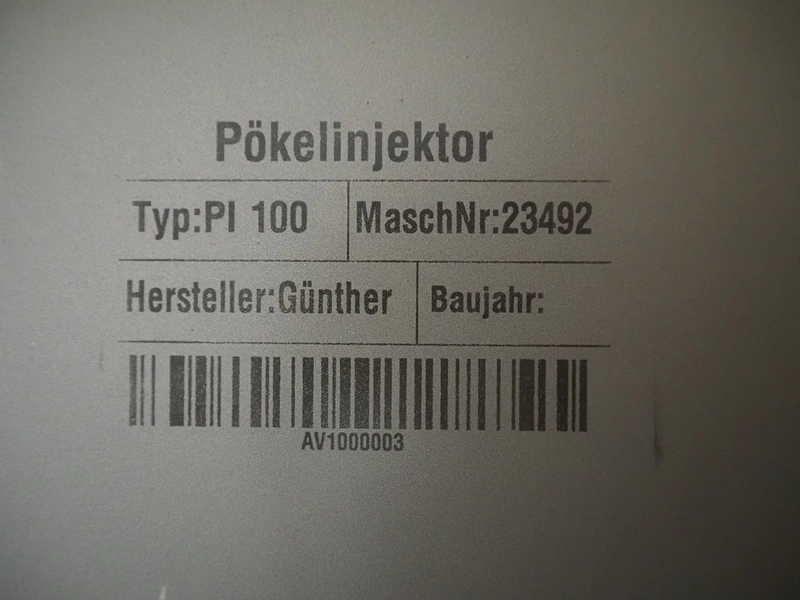 Pökelinjektor
Typ:PI 100 MaschNr:23492
Hersteller:Günther Baujahr:
AV1000003